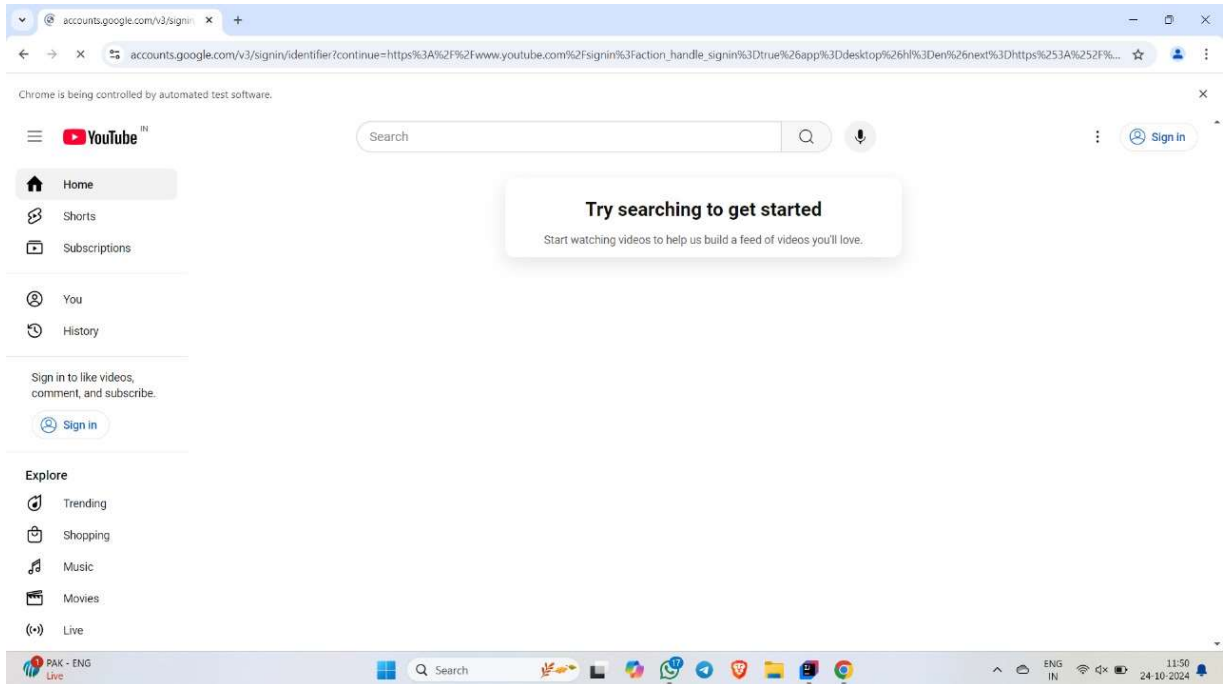 accounts.google.com/v3/signin
accounts.google.com/v3/signin/identifier?continue=https%3A%2F%2Fwww.youtube.com%2Fsignin%3Faction_handle_signin%3Dtrue%26app%3Ddesktop%26hl%3Den%26next%3Dhttps%253A%252F%...
Chrome is being controlled by automated test software.
YouTube IN
Search
Sign in
Home
Shorts
Subscriptions
Try searching to get started
Start watching videos to help us build a feed of videos you'll love.
You
History
Sign in to like videos,
comment, and subscribe.
Sign in
Explore
Trending
Shopping
Music
Movies
Live
1
PAK - ENG
Live
Search
17
ENG
IN
11:50
24-10-2024